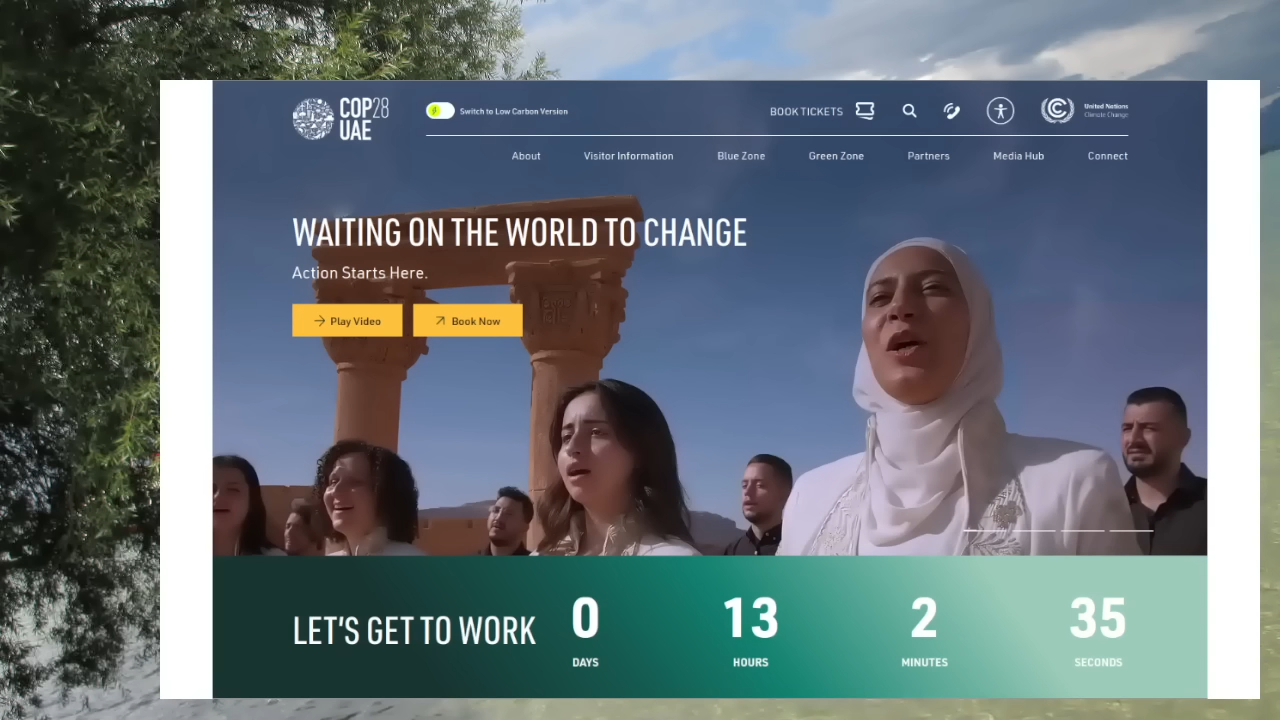 COP28
UAE
Switch to Low Carbon Version
BOOK TICKETS
United Nations
Climate Change
About
Visitor Information
Blue Zone
Green Zone
Partners
Media Hub
Connect
WAITING ON THE WORLD TO CHANGE
Action Starts Here.
Play Video
Book Now
LET'S GET TO WORK
0
13
2
35
DAYS
HOURS
MINUTES
SECONDS